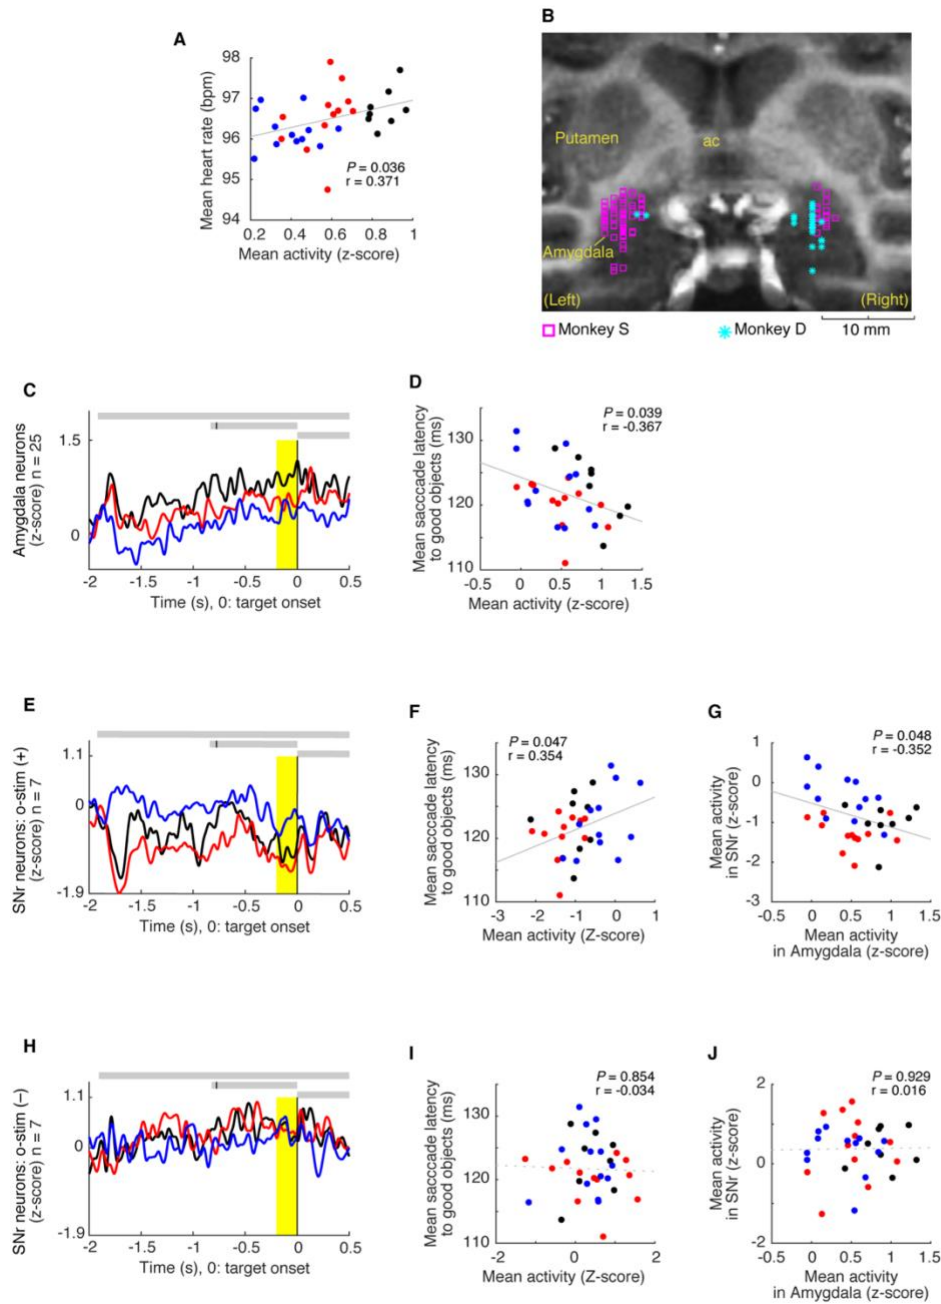 A
Mean heart rate (bpm)
98
97
96
95
94
P = 0.036
r = 0.371
0.2 0.4 0.6 0.8 1
Mean activity (z-score)
B
Putamen
ac
Amygdala
(Left)
(Right)
Monkey S
Monkey D
10 mm
C
Amygdala neurons
(z-score) n = 25
1.5
0
-2 -1.5 -1 -0.5 0 0.5
Time (s), 0: target onset
D
Mean saccade latency
to good objects (ms)
130
120
110
P = 0.039
r = -0.367
-0.5 0 0.5 1 1.5
Mean activity (z-score)
E
SNr neurons: o-stim (+)
(z-score) n = 7
1.1
0
-1.9
-2 -1.5 -1 -0.5 0 0.5
Time (s), 0: target onset
F
Mean saccade latency
to good objects (ms)
130
120
110
P = 0.047
r = 0.354
-3 -2 -1 0 1
Mean activity (Z-score)
G
Mean activity
in SNr (z-score)
1
0
-1
-2
-3
P = 0.048
r = -0.352
-0.5 0 0.5 1 1.5
Mean activity
in Amygdala (z-score)
H
SNr neurons: o-stim (–)
(z-score) n = 7
1.1
0
-1.9
-2 -1.5 -1 -0.5 0 0.5
Time (s), 0: target onset
I
Mean saccade latency
to good objects (ms)
130
120
110
P = 0.854
r = -0.034
-2 0 2
Mean activity (Z-score)
J
Mean activity
in SNr (z-score)
2
0
-2
P = 0.929
r = 0.016
-0.5 0 0.5 1 1.5
Mean activity
in Amygdala (z-score)